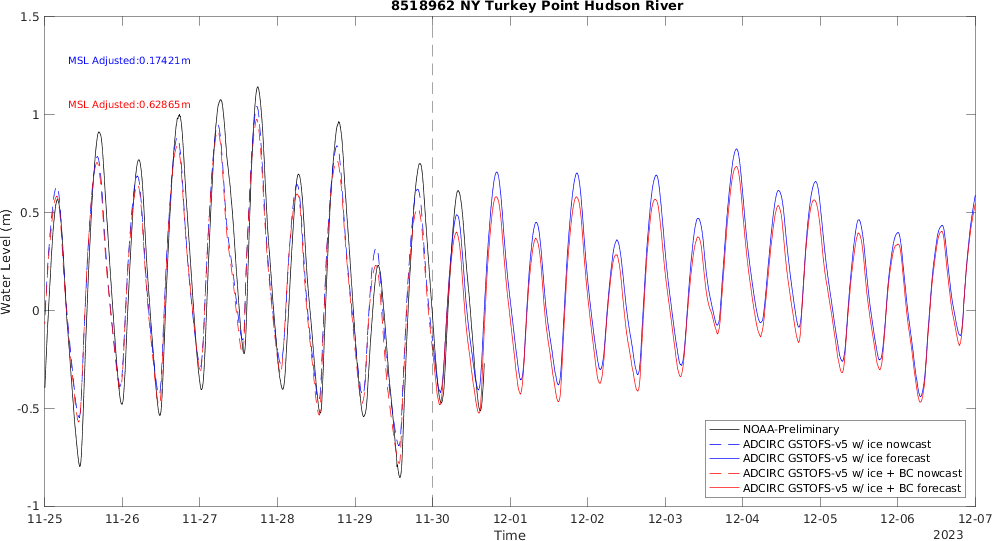 8518962 NY Turkey Point Hudson River
MSL Adjusted:0.17421m
MSL Adjusted:0.62865m
Water Level (m)
1.5
1
0.5
0
-0.5
-1
NOAA-Preliminary
ADCIRC GSTOFS-v5 w/ ice nowcast
ADCIRC GSTOFS-v5 w/ ice forecast
ADCIRC GSTOFS-v5 w/ ice + BC nowcast
ADCIRC GSTOFS-v5 w/ ice + BC forecast
11-25 11-26 11-27 11-28 11-29 11-30 12-01 12-02 12-03 12-04 12-05 12-06 12-07
Time
2023